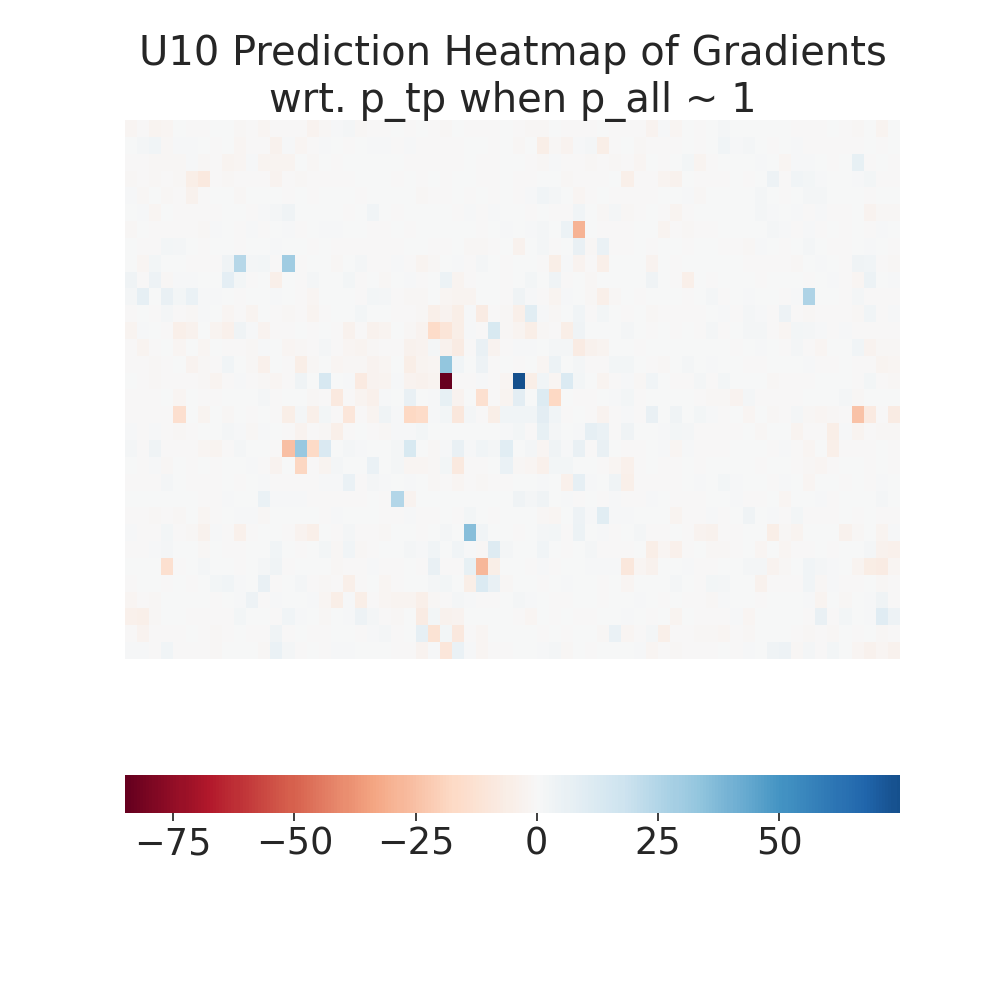 U10 Prediction Heatmap of Gradients
wrt. p_tp when p_all ~ 1
−75 −50 −25 0 25 50